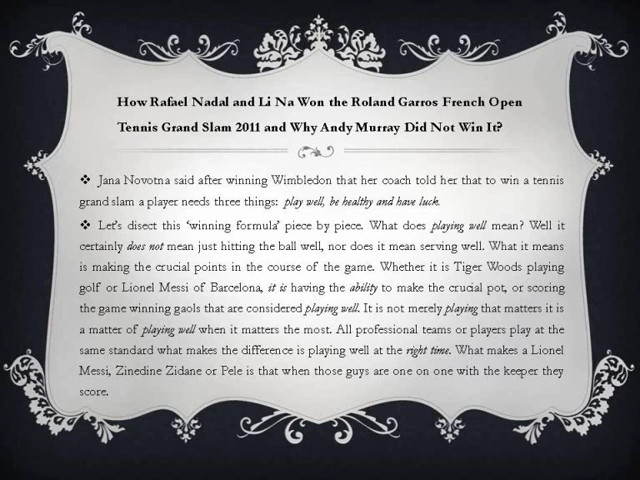 How Rafael Nadal and Li Na Won the Roland Garros French Open
Tennis Grand Slam 2011 and Why Andy Murray Did Not Win It?
❖ Jana Novotna said after winning Wimbledon that her coach told her that to win a tennis
grand slam a player needs three things: play well, be healthy and have luck.
❖ Let's disect this 'winning formula' piece by piece. What does playing well mean? Well it
certainly does not mean just hitting the ball well, nor does it mean serving well. What it means
is making the crucial points in the course of the game. Whether it is Tiger Woods playing
golf or Lionel Messi of Barcelona, it is having the ability to make the crucial pot, or scoring
the game winning gaols that are considered playing well. It is not merely playing that matters it is
a matter of playing well when it matters the most. All professional teams or players play at the
same standard what makes the difference is playing well at the right time. What makes a Lionel
Messi, Zinedine Zidane or Pele is that when those guys are one on one with the keeper they
score.